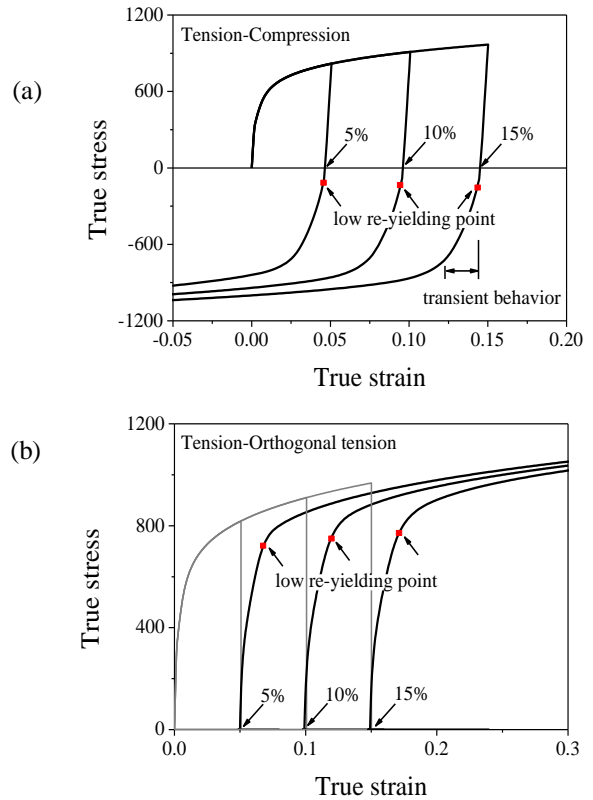 (a)
Tension-Compression
1200
600
0
-600
-1200
True stress
5%
10%
15%
low re-yielding point
transient behavior
-0.05 0.00 0.05 0.10 0.15 0.20
True strain
(b)
Tension-Orthogonal tension
1200
800
400
0
True stress
low re-yielding point
5%
10%
15%
0.0 0.1 0.2 0.3
True strain